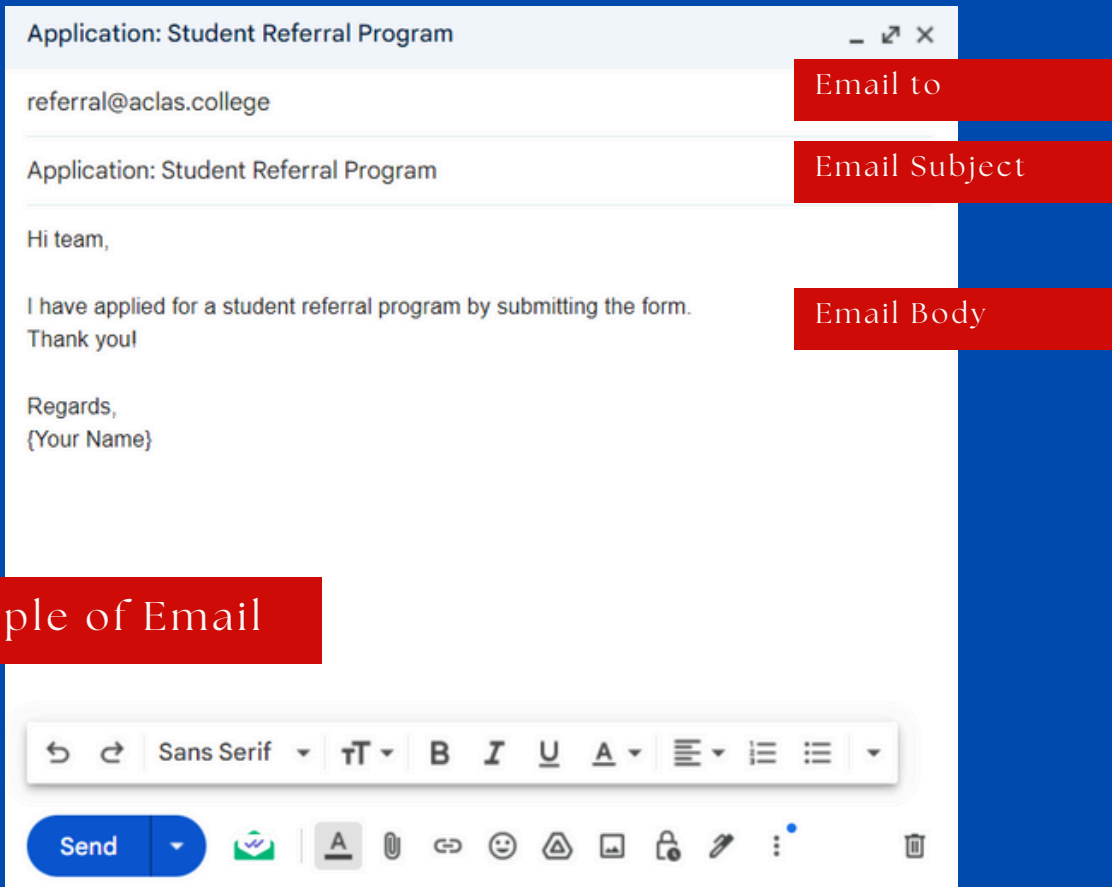 Application: Student Referral Program
referral@aclas.college
Email to
Application: Student Referral Program
Email Subject
Hi team,
I have applied for a student referral program by submitting the form.
Email Body
Thank you!
Regards,
{Your Name}
ple of Email
Sans Serif
Send